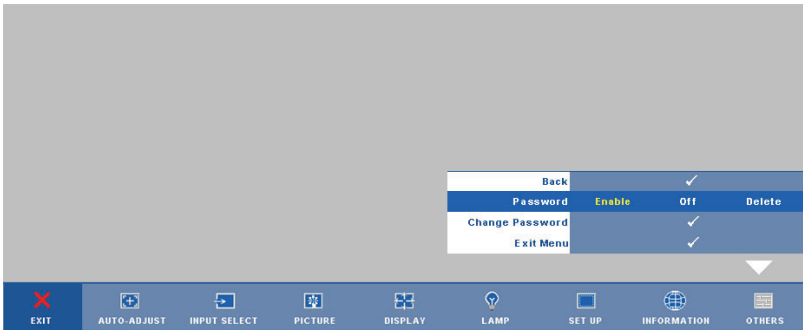 Back
Password Enable Off Delete
Change Password
Exit Menu
EXIT AUTO-ADJUST INPUT SELECT PICTURE DISPLAY LAMP SET UP INFORMATION OTHERS